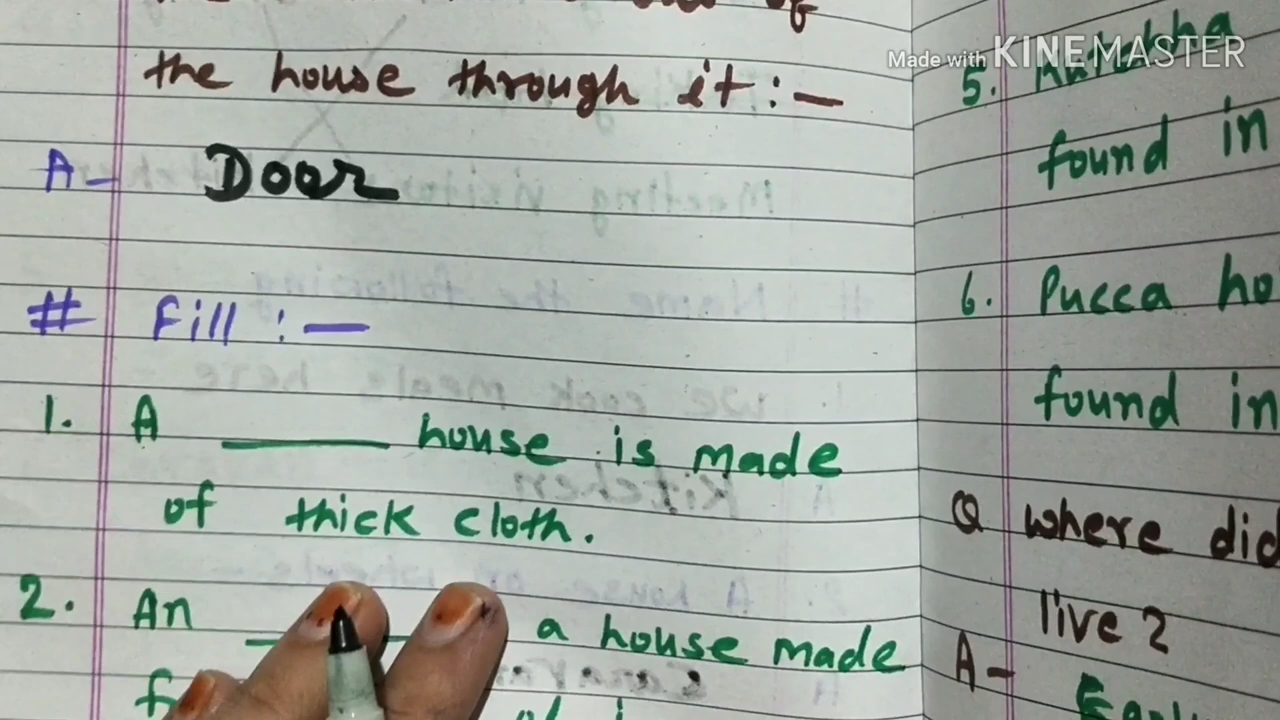 the house through it :-
A- Door
# Fill :-
1. A ______ house is made
of thick cloth.
2. An ______ a house made
Made with KINEMASTER
5.
found in
6. Pucca
found in
Q where did
live ?
A-